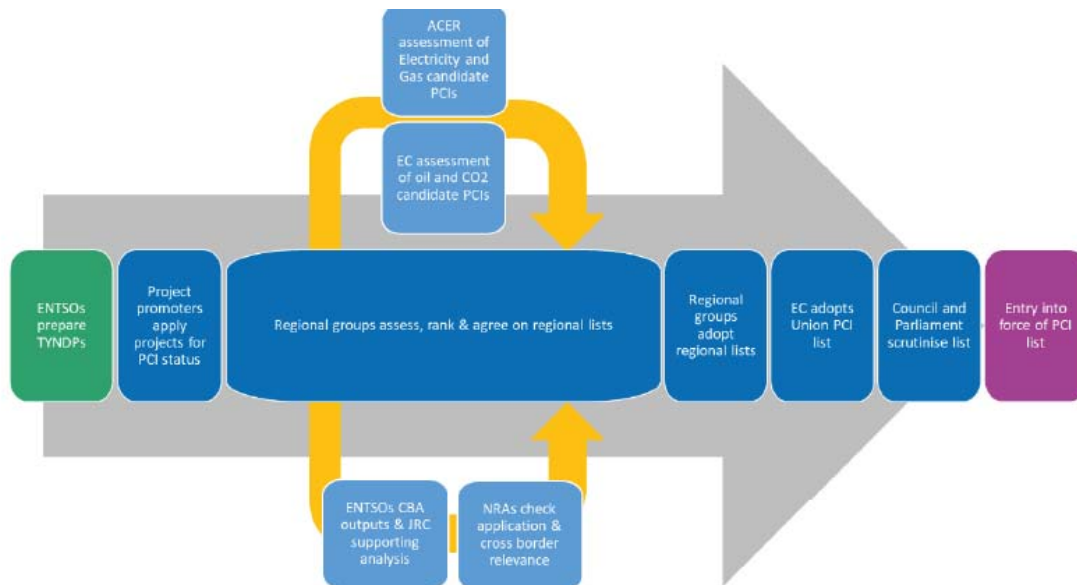 ACER
assessment of
Electricity and
Gas candidate
PCIs
EC assessment
of oil and CO2
candidate PCIs
ENTSOs
prepare
TYNDPs
Project
promoters
apply
projects for
PCI status
Regional groups assess, rank & agree on regional lists
Regional
groups
adopt
regional lists
EC adopts
Union PCI
list
Council and
Parliament
scrutinise list
Entry into
force of PCI
list
ENTSOs CBA
outputs & JRC
supporting
analysis
NRAs check
application &
cross border
relevance